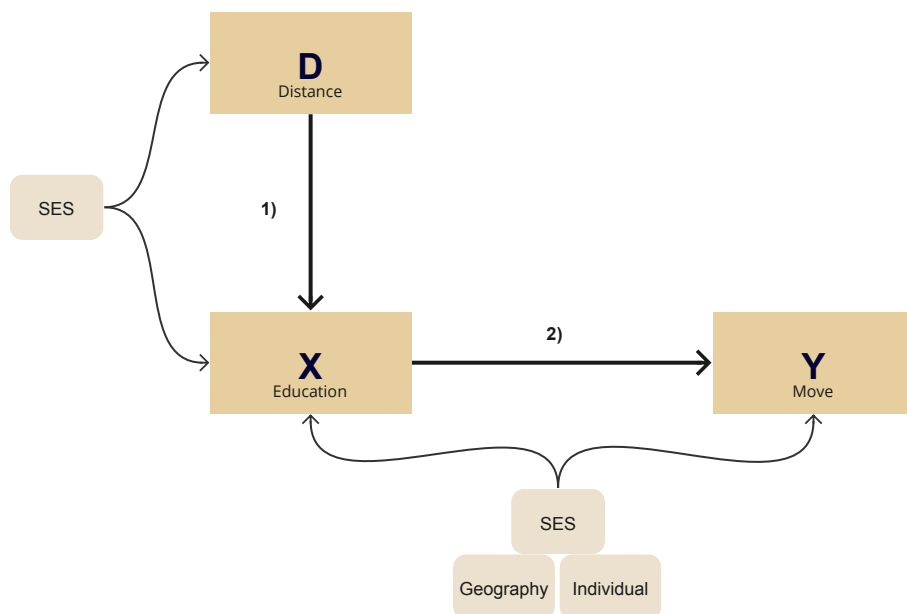 D
Distance
SES
1)
X
Education
2)
Y
Move
SES
Geography
Individual